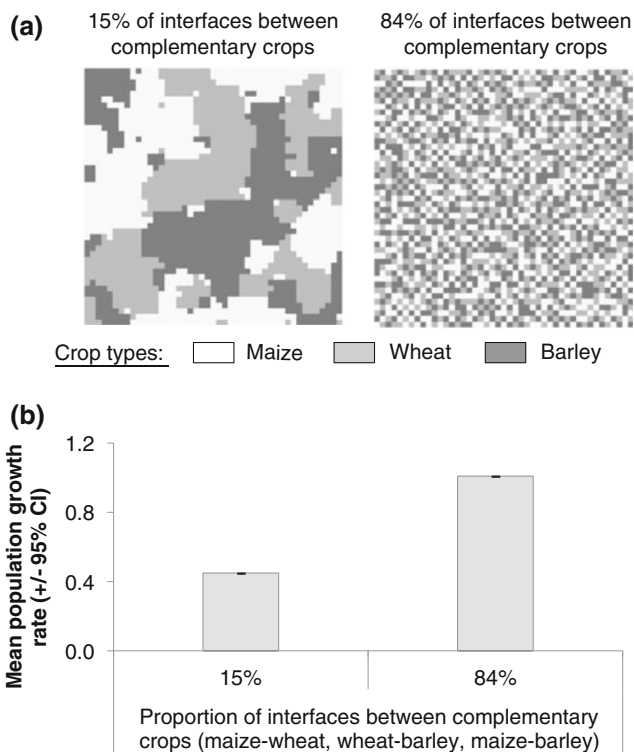 (a)
15% of interfaces between
complementary crops
84% of interfaces between
complementary crops
Crop types: Maize Wheat Barley
(b)
Mean population growth
rate (+/- 95% CI)
1.2
0.8
0.4
0.0
15% 84%
Proportion of interfaces between complementary
crops (maize-wheat, wheat-barley, maize-barley)